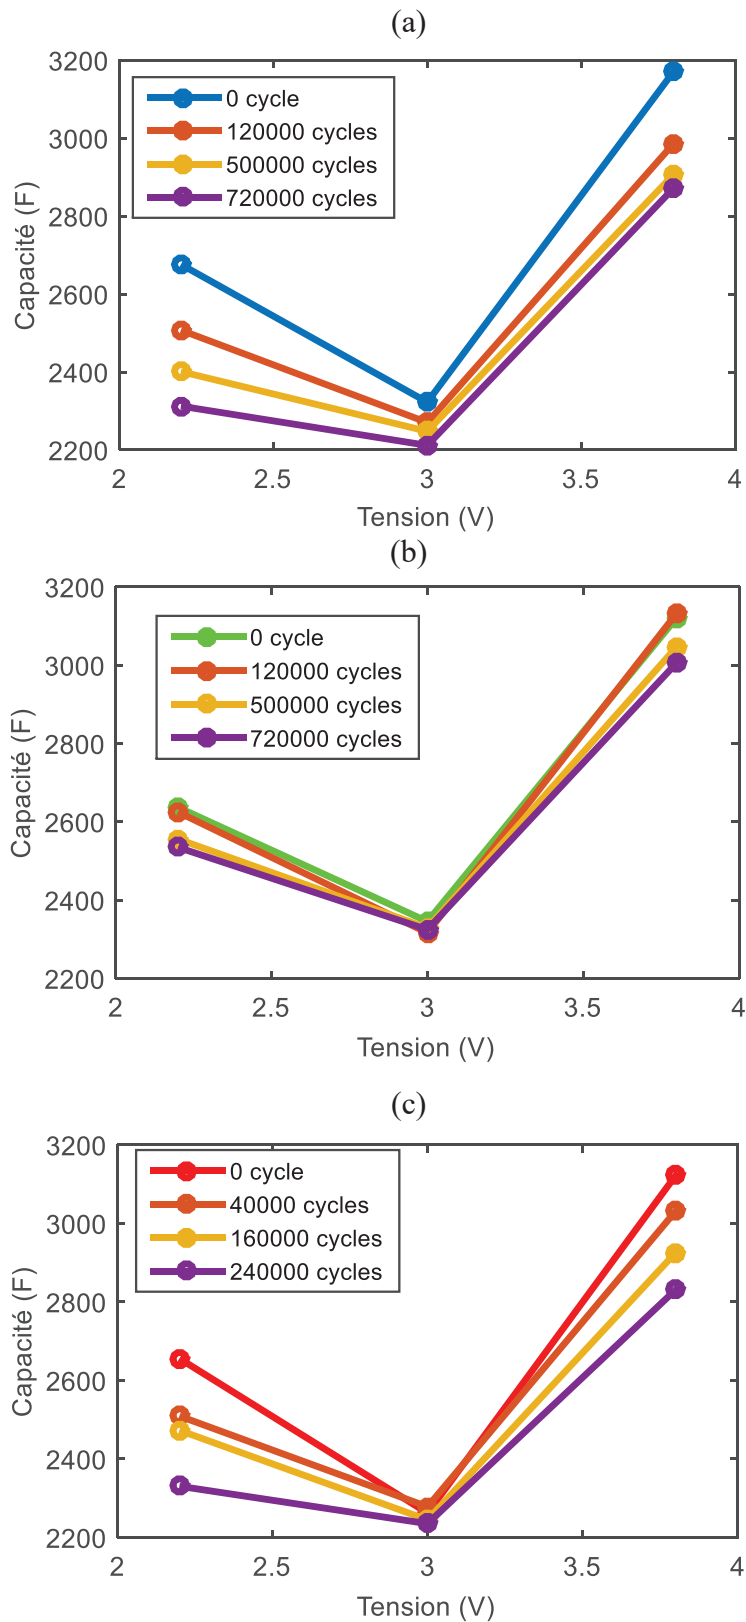 (a)
3200
3000
2800
2600
2400
2200
Capacité (F)
0 cycle
120000 cycles
500000 cycles
720000 cycles
2
2.5
3
3.5
4
Tension (V)
(b)
3200
3000
2800
2600
2400
2200
Capacité (F)
0 cycle
120000 cycles
500000 cycles
720000 cycles
2
2.5
3
3.5
4
Tension (V)
(c)
3200
3000
2800
2600
2400
2200
Capacité (F)
0 cycle
40000 cycles
160000 cycles
240000 cycles
2
2.5
3
3.5
4
Tension (V)